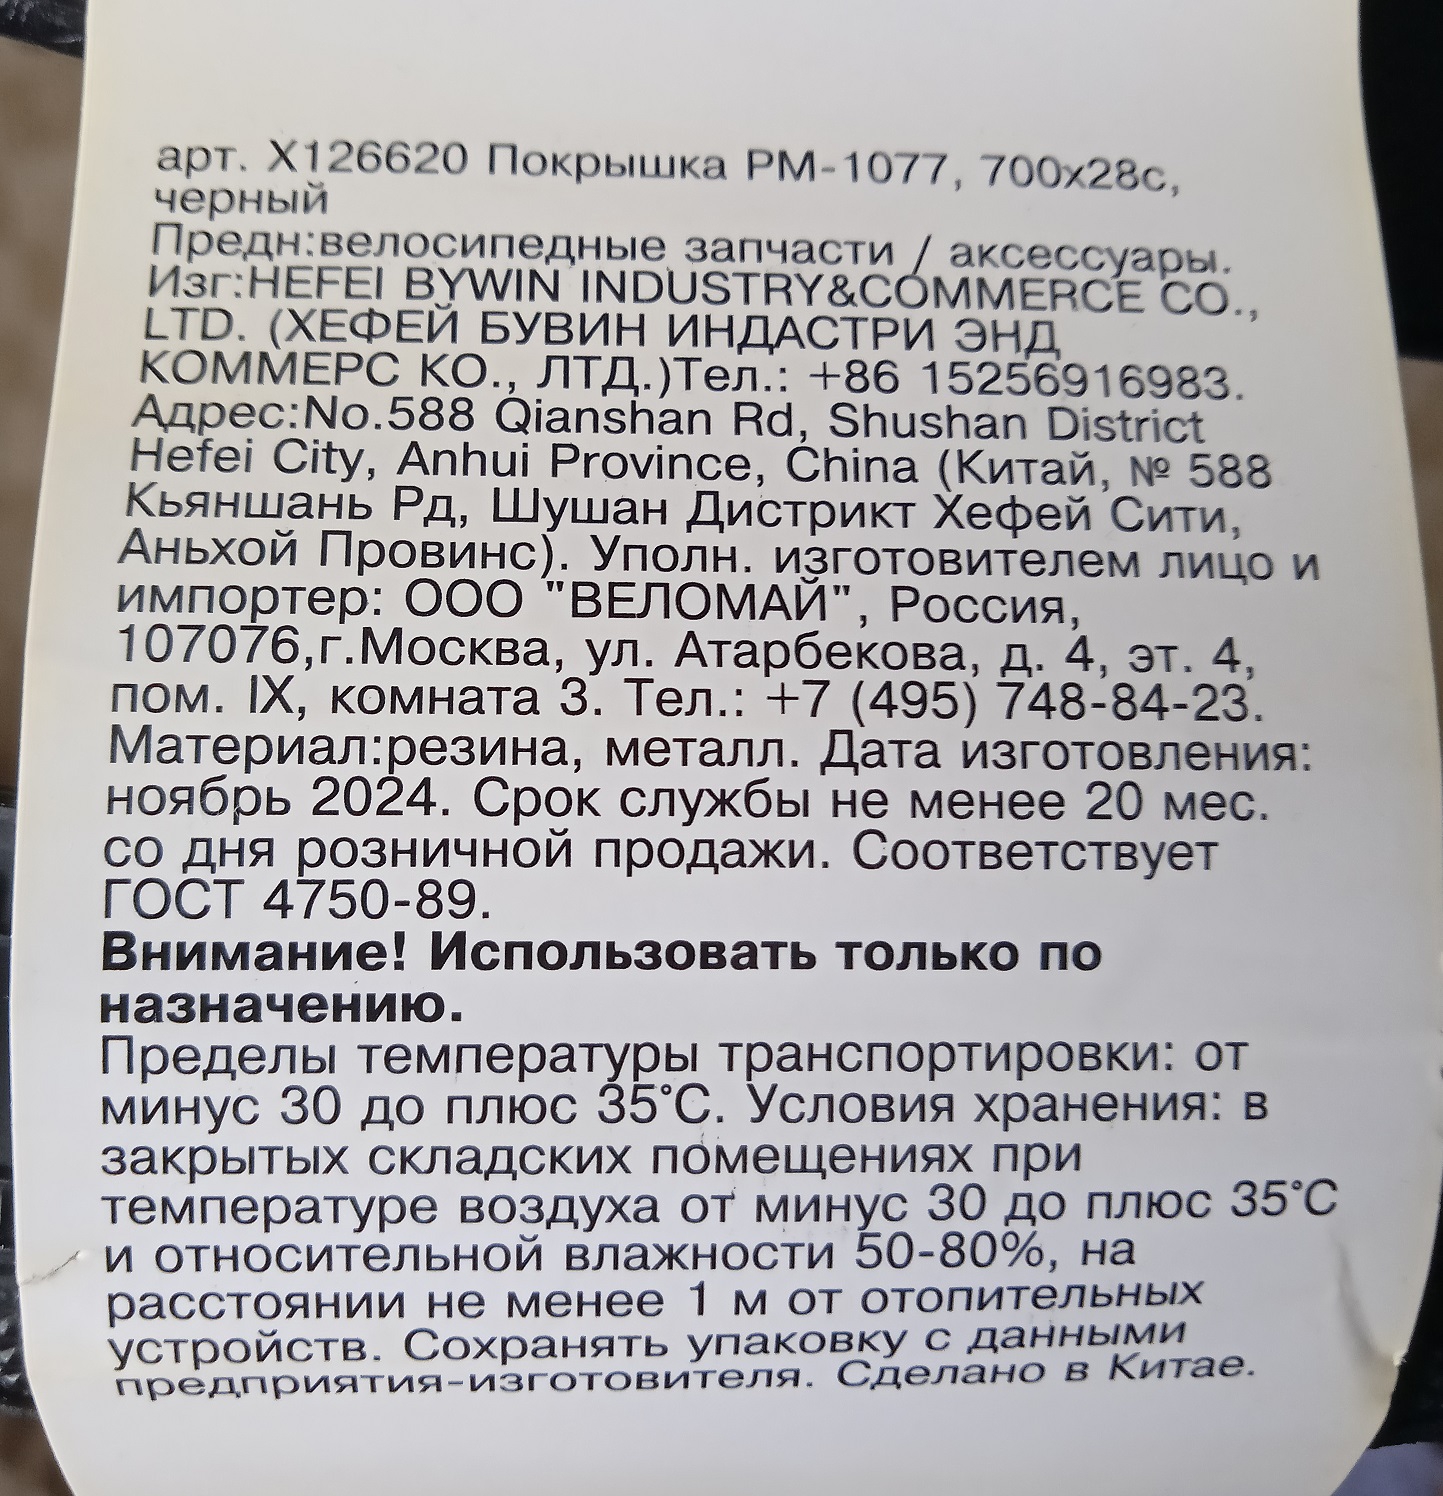 арт. Х126620 Покрышка РМ-1077, 700х28с,
черный
Предн:велосипедные запчасти / аксессуары.
Изг:HEFEI BYWIN INDUSTRY&COMMERCE CO.,
LTD. (ХЕФЕЙ БУВИН ИНДАСТРИ ЭНД
КОММЕРС КО., ЛТД.)Тел.: +86 15256916983.
Адрес:No.588 Qianshan Rd, Shushan District
Hefei City, Anhui Province, China (Китай, № 588
Кьяншань Рд, Шушан Дистрикт Хефей Сити,
Аньхой Провинс). Уполн. изготовителем лицо и
импортер: ООО "ВЕЛОМАЙ", Россия,
107076,г.Москва, ул. Атарбекова, д. 4, эт. 4,
пом. IX, комната 3. Тел.: +7 (495) 748-84-23.
Материал:резина, металл. Дата изготовления:
ноябрь 2024. Срок службы не менее 20 мес.
со дня розничной продажи. Соответствует
ГОСТ 4750-89.
Внимание! Использовать только по
назначению.
Пределы температуры транспортировки: от
минус 30 до плюс 35°С. Условия хранения: в
закрытых складских помещениях при
температуре воздуха от минус 30 до плюс 35°С
и относительной влажности 50-80%, на
расстоянии не менее 1 м от отопительных
устройств. Сохранять упаковку с данными
предприятия-изготовителя. Сделано в Китае.